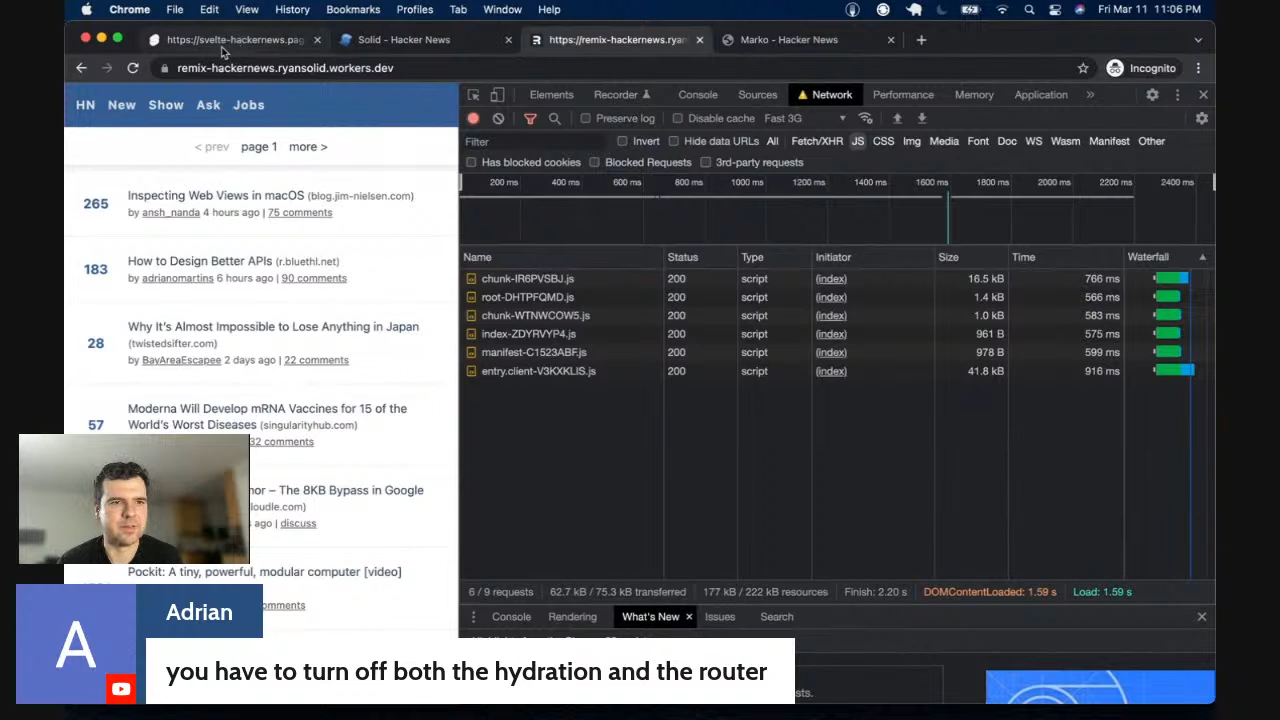 Chrome File Edit View History Bookmarks Profiles Tab Window Help Fri Mar 11 11:06 PM
https://svelte-hackernews.pag × Solid - Hacker News × https://remix-hackernews.ryan × Marko - Hacker News × +
remix-hackernews.ryansolid.workers.dev Incognito
HN New Show Ask Jobs
< prev page 1 more >
265
Inspecting Web Views in macOS (blog.jim-nielsen.com)
by ansh_nanda 4 hours ago | 75 comments
183
How to Design Better APIs (r.bluethl.net)
by adrianomartins 6 hours ago | 90 comments
28
Why It's Almost Impossible to Lose Anything in Japan
(twistedsifter.com)
by BayAreaEscapee 2 days ago | 22 comments
57
Moderna Will Develop mRNA Vaccines for 15 of the
World's Worst Diseases (singularityhub.com)
32 comments
nor – The 8KB Bypass in Google
loudle.com)
s ago | discuss
Pockit: A tiny, powerful, modular computer [video]
omments
Elements Recorder Console Sources Network Performance Memory Application »
Preserve log Disable cache Fast 3G
Filter Invert Hide data URLs All Fetch/XHR JS CSS Img Media Font Doc WS Wasm Manifest Other
Has blocked cookies Blocked Requests 3rd-party requests
200 ms 400 ms 600 ms 800 ms 1000 ms 1200 ms 1400 ms 1600 ms 1800 ms 2000 ms 2200 ms 2400 ms
Name Status Type Initiator Size Time Waterfall
chunk-IR6PVSBJ.js 200 script (index) 16.5 kB 766 ms
root-DHTPFQMD.js 200 script (index) 1.4 kB 566 ms
chunk-WTNWCOW5.js 200 script (index) 1.0 kB 583 ms
index-ZDYRVYP4.js 200 script (index) 961 B 575 ms
manifest-C1523ABF.js 200 script (index) 978 B 599 ms
entry.client-V3KXKLIS.js 200 script (index) 41.8 kB 916 ms
6 / 9 requests 62.7 kB / 75.3 kB transferred 177 kB / 222 kB resources Finish: 2.20 s DOMContentLoaded: 1.59 s Load: 1.59 s
Console Rendering What's New × Issues Search
sts.
A
Adrian
you have to turn off both the hydration and the router